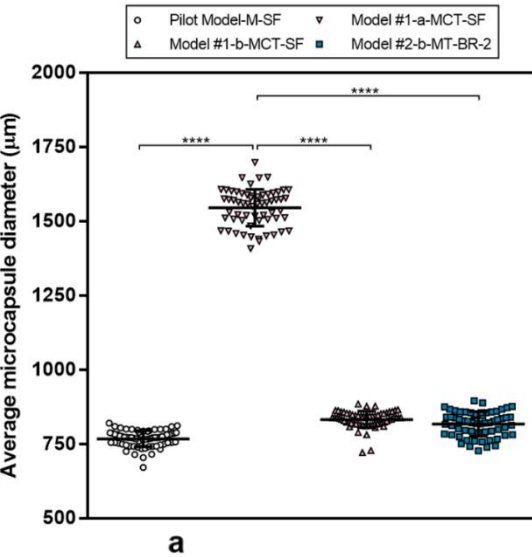 Pilot Model-M-SF Model #1-a-MCT-SF
Model #1-b-MCT-SF Model #2-b-MT-BR-2
Average microcapsule diameter (µm)
2000
1750
1500
1250
1000
750
500
****
**** ****
a